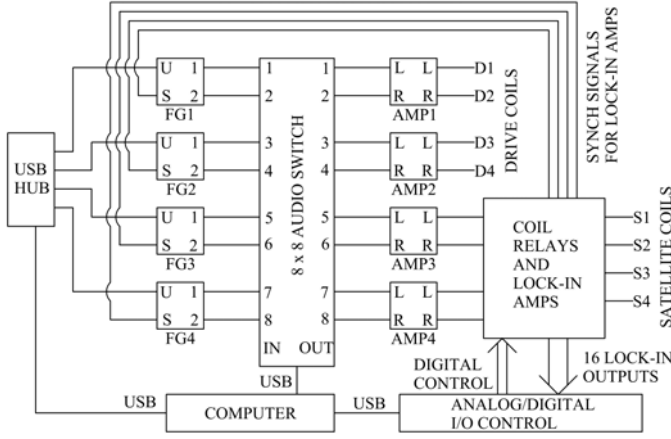 U 1
S 2
FG1
U 1
S 2
FG2
U 1
S 2
FG3
U 1
S 2
FG4
USB
HUB
1
2
3
4
5
6
7
8
IN
8 x 8 AUDIO SWITCH
1
2
3
4
5
6
7
8
OUT
L L
R R
AMP1
L L
R R
AMP2
L L
R R
AMP3
L L
R R
AMP4
D1
D2
D3
D4
DRIVE COILS
SYNCH SIGNALS
FOR LOCK-IN AMPS
COIL
RELAYS
AND
LOCK-IN
AMPS
S1
S2
S3
S4
SATELLITE COILS
DIGITAL
CONTROL
16 LOCK-IN
OUTPUTS
USB
USB
COMPUTER
USB
ANALOG/DIGITAL
I/O CONTROL